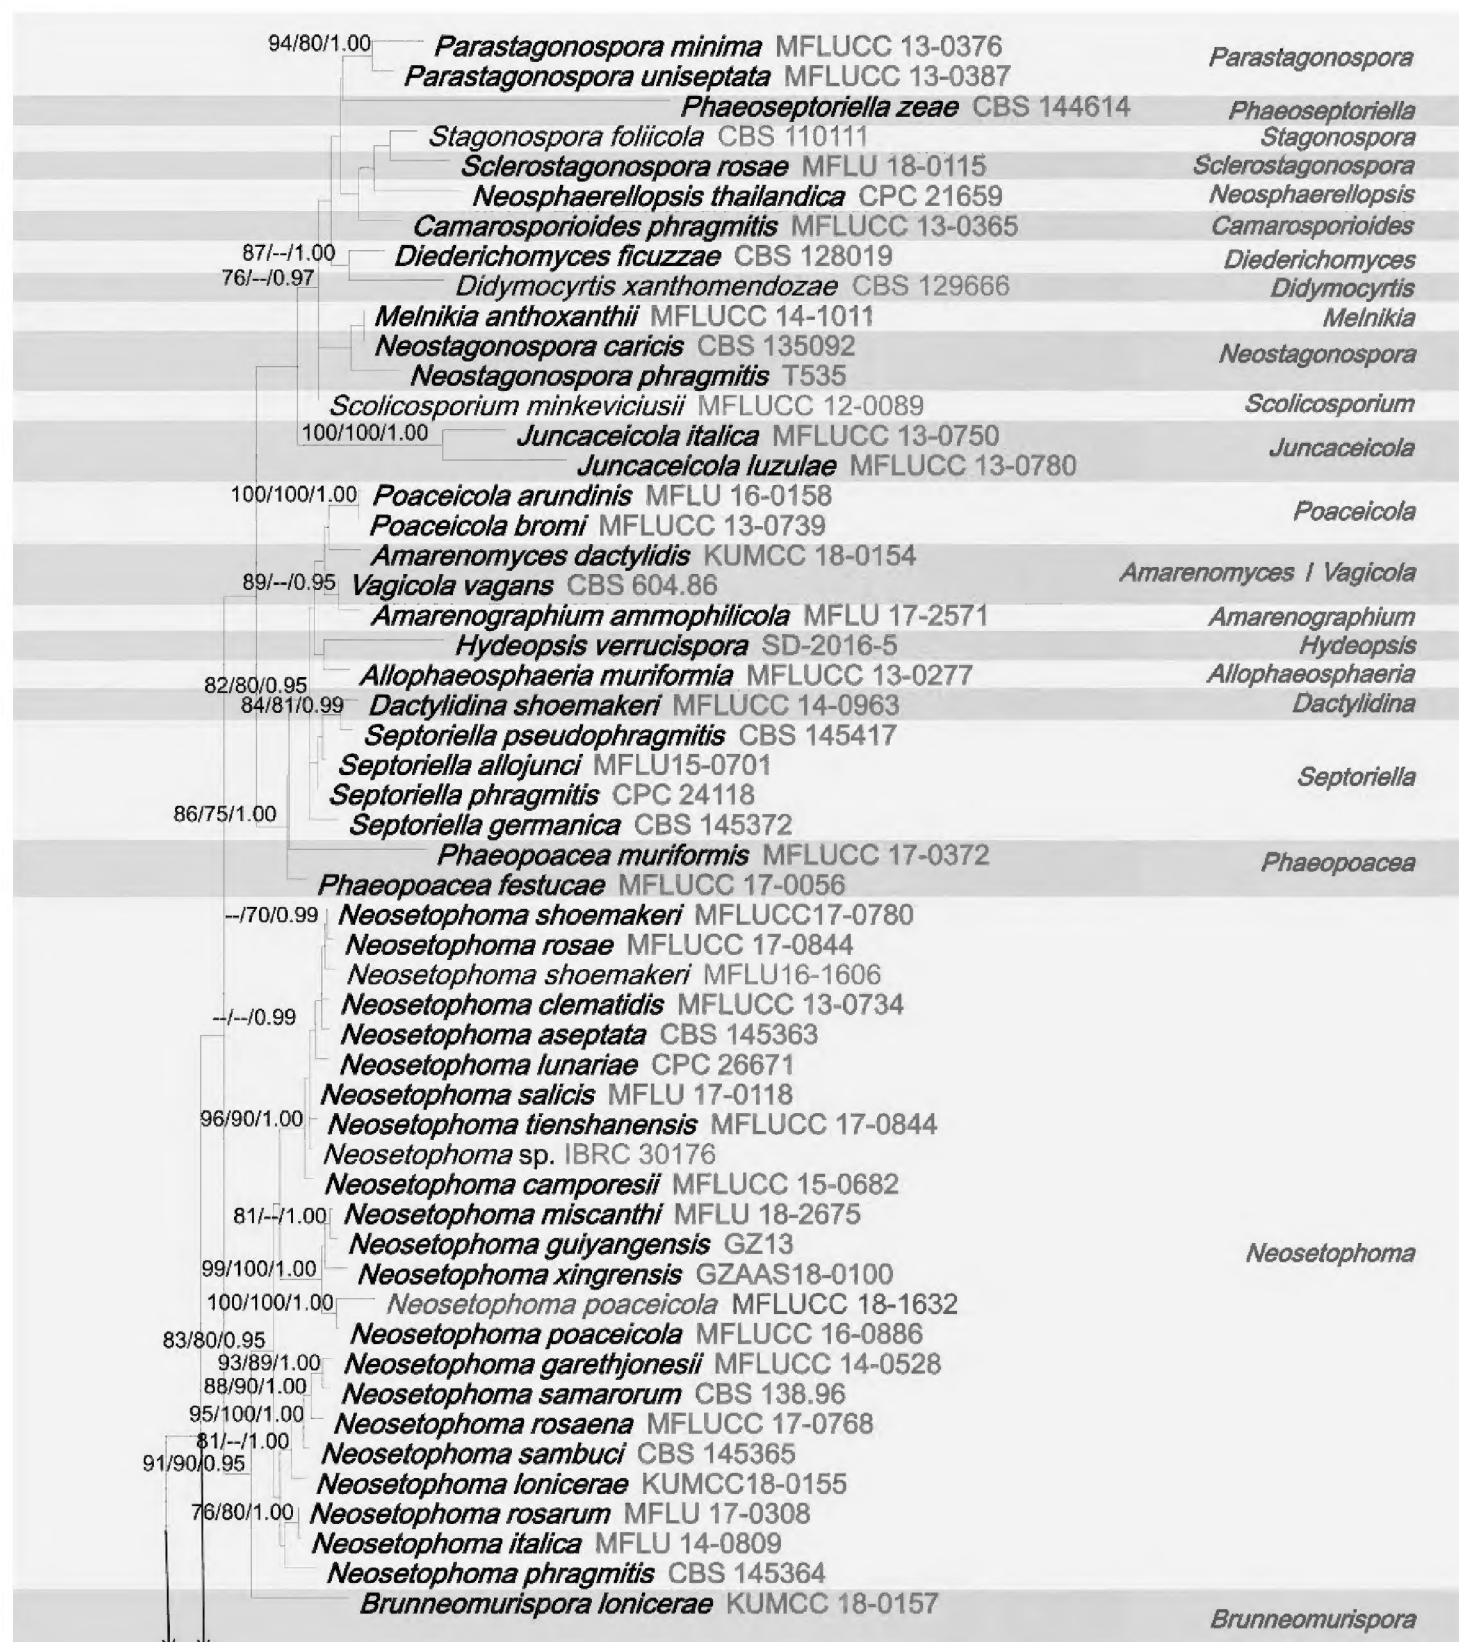 94/80/1.00 Parastagonospora minima MFLUCC 13-0376
Parastagonospora uniseptata MFLUCC 13-0387
Parastagonospora
Phaeoseptoriella zeae CBS 144614 Phaeoseptoriella
Stagonospora foliicola CBS 110111 Stagonospora
Sclerostagonospora rosae MFLU 18-0115 Sclerostagonospora
Neosphaerellopsis thailandica CPC 21659 Neosphaerellopsis
Camarosporioides phragmitis MFLUCC 13-0365 Camarosporioides
87/--/1.00 Diederichomyces ficuzzae CBS 128019 Diederichomyces
76/--/0.97 Didymocyrtis xanthomendozae CBS 129666 Didymocyrtis
Melnikia anthoxanthii MFLUCC 14-1011 Melnikia
Neostagonospora caricis CBS 135092
Neostagonospora
Neostagonospora phragmitis T535
Scolicosporium minkeviciusii MFLUCC 12-0089 Scolicosporium
100/100/1.00 Juncaceicola italica MFLUCC 13-0750
Juncaceicola
Juncaceicola luzulae MFLUCC 13-0780
100/100/1.00 Poaceicola arundinis MFLU 16-0158
Poaceicola
Poaceicola bromi MFLUCC 13-0739
Amarenomyces dactylidis KUMCC 18-0154
Amarenomyces / Vagicola
89/--/0.95 Vagicola vagans CBS 604.86
Amarenographium ammophilicola MFLU 17-2571 Amarenographium
Hydeopsis verrucispora SD-2016-5 Hydeopsis
Allophaeosphaeria muriformia MFLUCC 13-0277 Allophaeosphaeria
82/80/0.95
84/81/0.99 Dactylidina shoemakeri MFLUCC 14-0963 Dactylidina
Septoriella pseudophragmitis CBS 145417
Septoriella allojunci MFLU15-0701
Septoriella
Septoriella phragmitis CPC 24118
86/75/1.00 Septoriella germanica CBS 145372
Phaeopoacea muriformis MFLUCC 17-0372
Phaeopoacea
Phaeopoacea festucae MFLUCC 17-0056
--/70/0.99 Neosetophoma shoemakeri MFLUCC17-0780
Neosetophoma rosae MFLUCC 17-0844
Neosetophoma shoemakeri MFLU16-1606
Neosetophoma clematidis MFLUCC 13-0734
--/--/0.99
Neosetophoma aseptata CBS 145363
Neosetophoma lunariae CPC 26671
Neosetophoma salicis MFLU 17-0118
96/90/1.00 Neosetophoma tienshanensis MFLUCC 17-0844
Neosetophoma sp. IBRC 30176
Neosetophoma camporesii MFLUCC 15-0682
81/--/1.00 Neosetophoma miscanthi MFLU 18-2675
Neosetophoma guiyangensis GZ13
Neosetophoma
99/100/1.00 Neosetophoma xingrensis GZAAS18-0100
100/100/1.00 Neosetophoma poaceicola MFLUCC 18-1632
Neosetophoma poaceicola MFLUCC 16-0886
83/80/0.95
93/89/1.00 Neosetophoma garethjonesii MFLUCC 14-0528
88/90/1.00 Neosetophoma samarorum CBS 138.96
95/100/1.00 Neosetophoma rosaena MFLUCC 17-0768
81/--/1.00 Neosetophoma sambuci CBS 145365
91/90/0.95
Neosetophoma lonicerae KUMCC18-0155
76/80/1.00 Neosetophoma rosarum MFLU 17-0308
Neosetophoma italica MFLU 14-0809
Neosetophoma phragmitis CBS 145364
Brunneomurispora lonicerae KUMCC 18-0157
Brunneomurispora